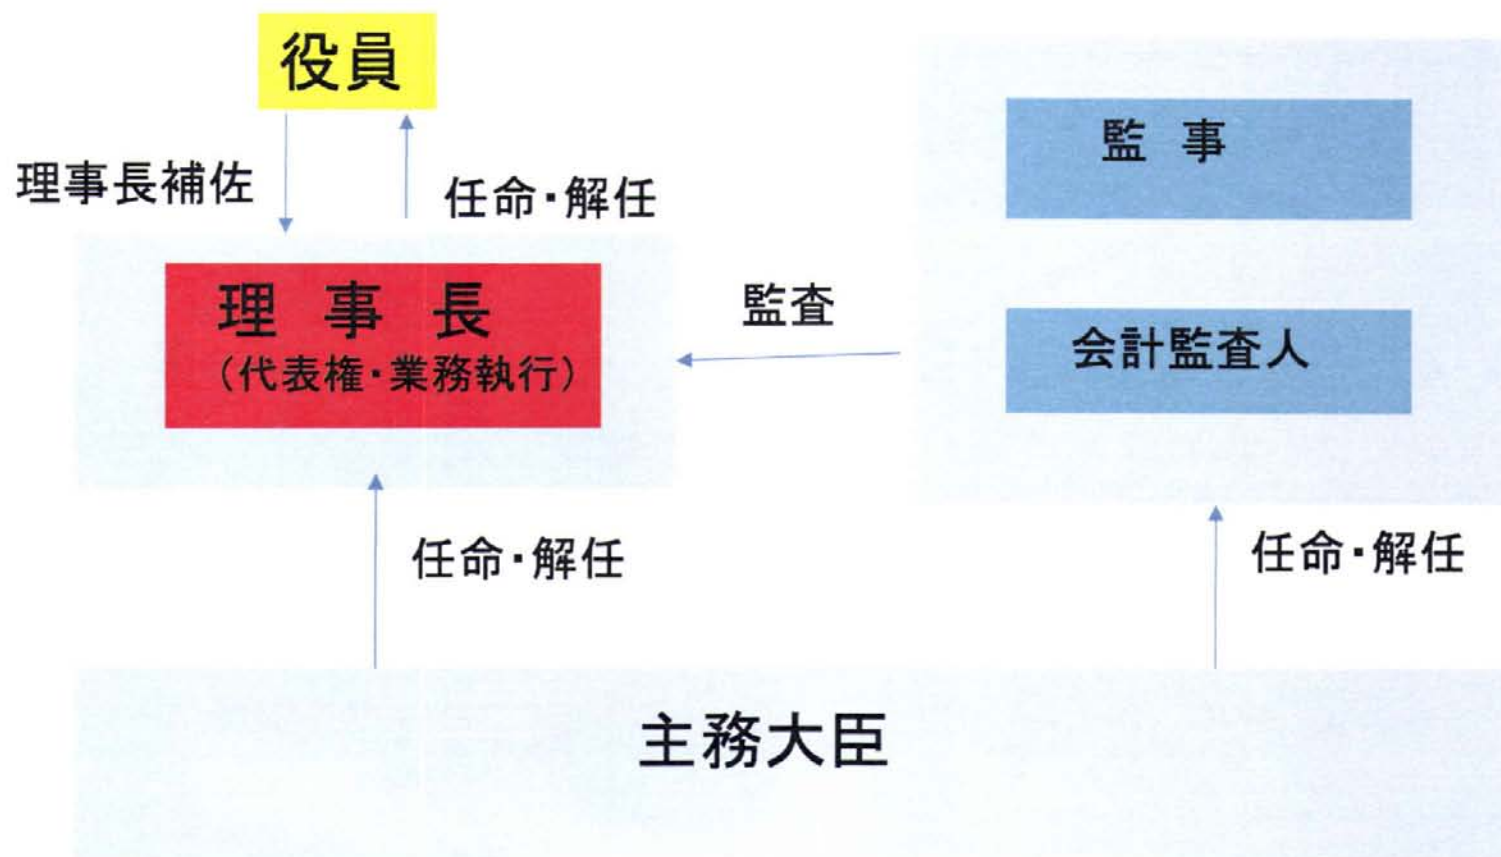 役員
理事長補佐
任命・解任
理 事 長
（代表権・業務執行）
監査
監 事
会計監査人
任命・解任
任命・解任
主務大臣